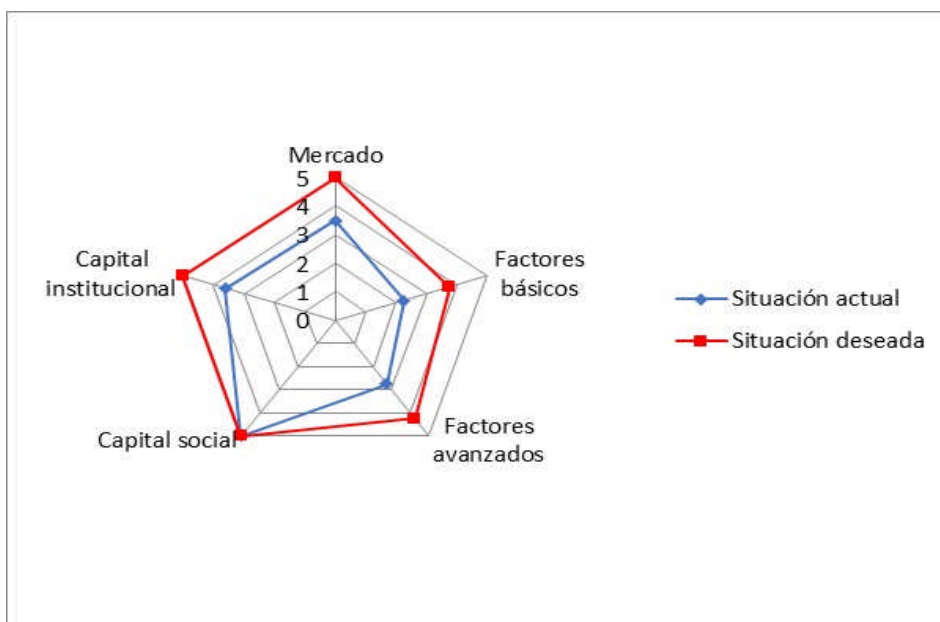 Mercado
5
4
3
2
1
0
Factores
básicos
Factores
avanzados
Capital social
Capital
institucional
Situación actual
Situación deseada